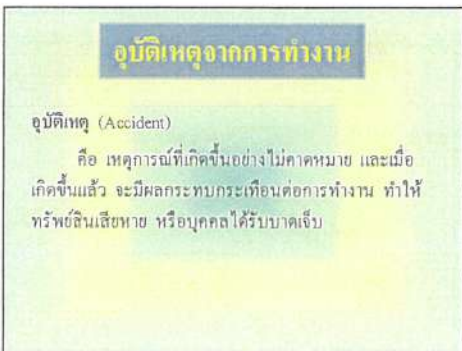 อุบัติเหตุจากการทำงาน
อุบัติเหตุ (Accident)
คือ เหตุการณ์ที่เกิดขึ้นอย่างไม่คาดหมาย และเมื่อ
เกิดขึ้นแล้ว จะมีผลกระทบกระเทือนต่อการทำงาน ทำให้
ทรัพย์สินเสียหาย หรือบุคคลได้รับบาดเจ็บ